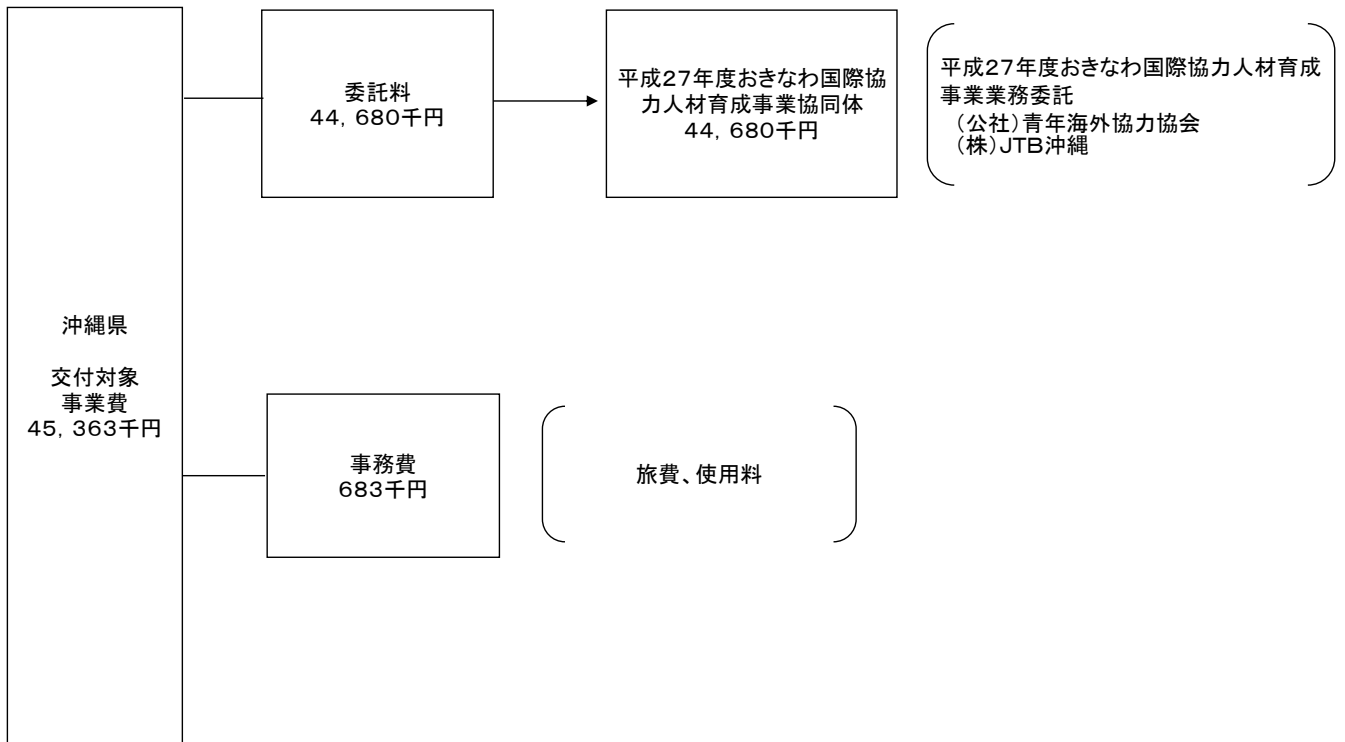 沖縄県
交付対象
事業費
45,363千円
委託料
44,680千円
平成27年度おきなわ国際協
力人材育成事業協同体
44,680千円
平成27年度おきなわ国際協力人材育成
事業業務委託
(公社)青年海外協力協会
(株)JTB沖縄
事務費
683千円
旅費、使用料